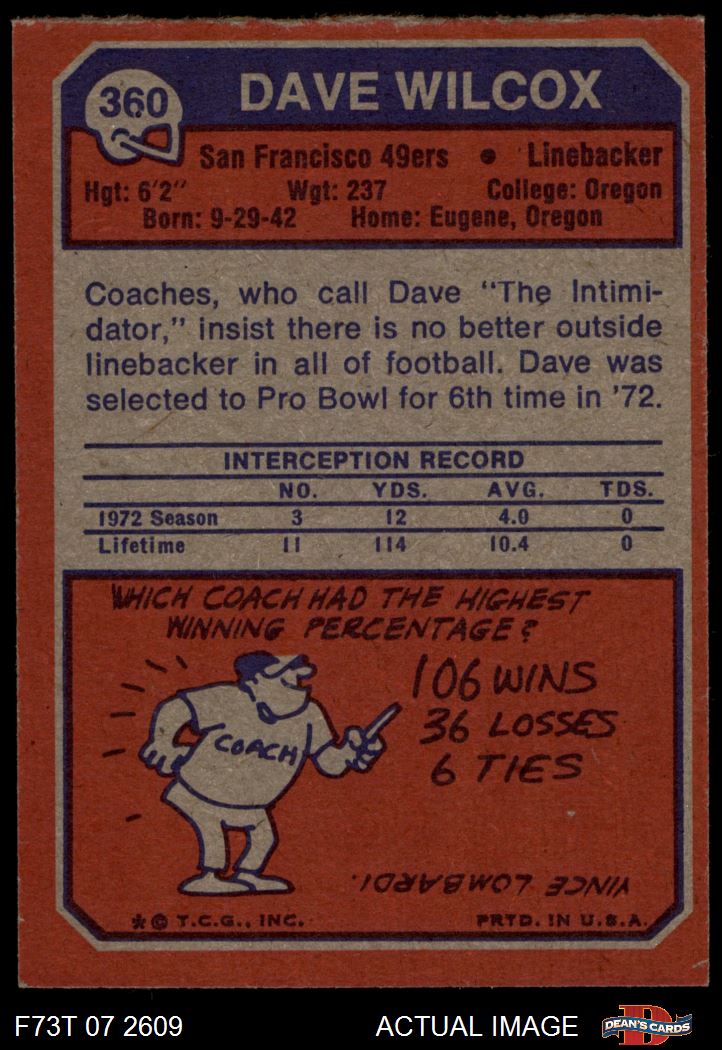 360
DAVE WILCOX
San Francisco 49ers • Linebacker
Hgt: 6'2" Wgt: 237 College: Oregon
Born: 9-29-42 Home: Eugene, Oregon
Coaches, who call Dave "The Intimi-
dator," insist there is no better outside
linebacker in all of football. Dave was
selected to Pro Bowl for 6th time in '72.
INTERCEPTION RECORD
NO. YDS. AVG. TDS.
1972 Season 3 12 4.0 0
Lifetime 11 114 10.4 0
WHICH COACH HAD THE HIGHEST
WINNING PERCENTAGE?
106 WINS
36 LOSSES
6 TIES
COACH
VINCE LOMBARDI.
*© T.C.G., INC. PRTD. IN U.S.A.
F73T 07 2609 ACTUAL IMAGE
D
DEAN'S CARDS